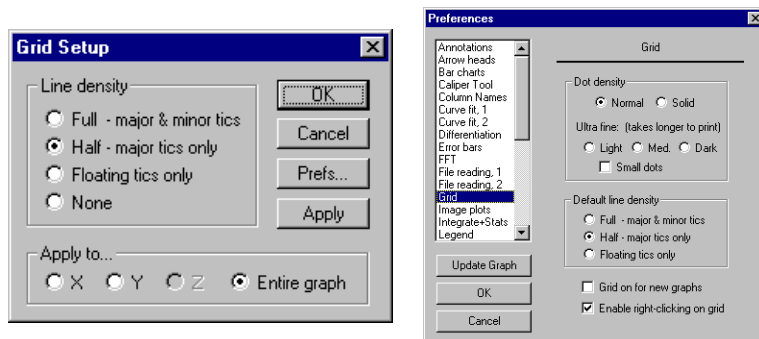 Grid Setup
Line density
Full - major & minor tics
Half - major tics only
Floating tics only
None
OK
Cancel
Prefs...
Apply
Apply to...
X Y Z Entire graph
Preferences
Annotations
Arrow heads
Bar charts
Caliper Tool
Column Names
Curve fit, 1
Curve fit, 2
Differentiation
Error bars
FFT
File reading, 1
File reading, 2
Grid
Image plots
Integrate+Stats
Legend
Update Graph
OK
Cancel
Grid
Dot density
Normal Solid
Ultra fine: (takes longer to print)
Light Med. Dark
Small dots
Default line density
Full - major & minor tics
Half - major tics only
Floating tics only
Grid on for new graphs
Enable right-clicking on grid